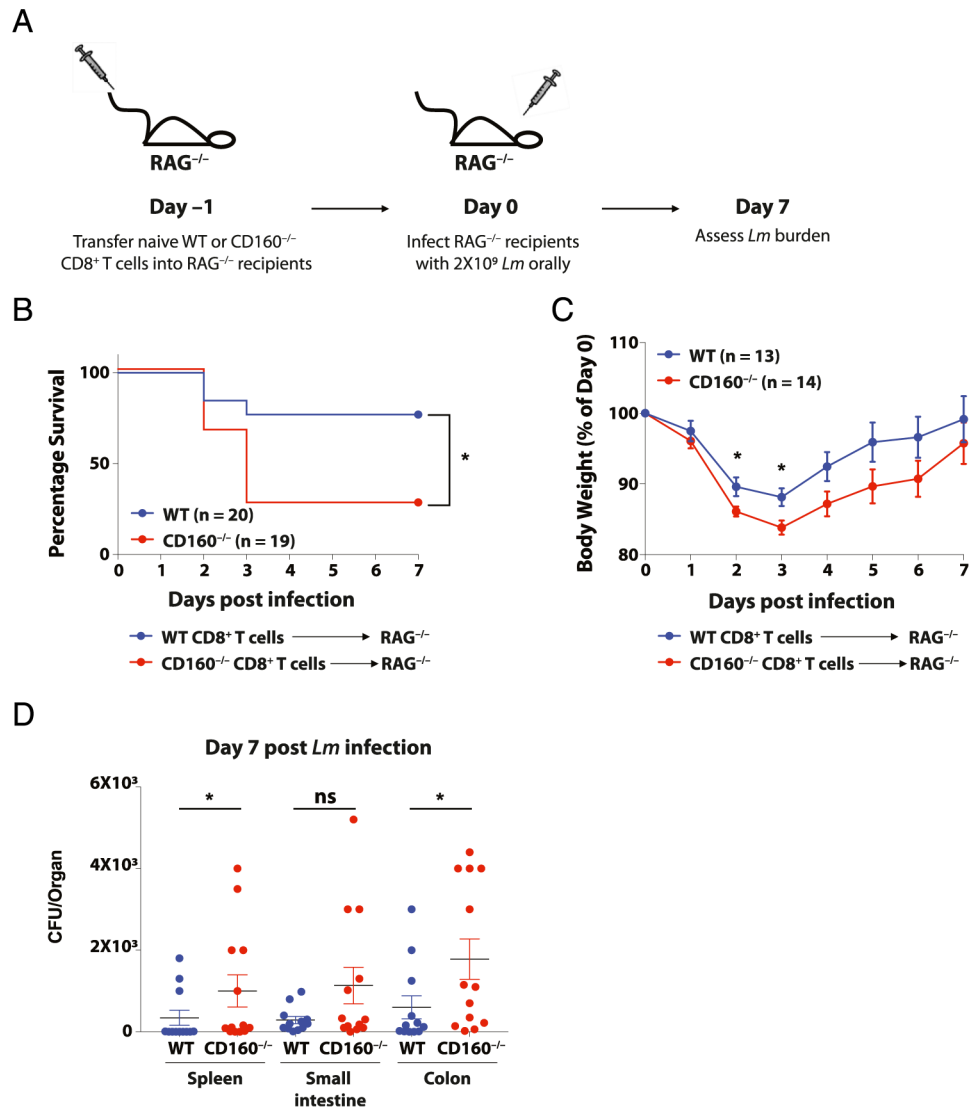 A
RAG⁻/⁻
RAG⁻/⁻
Day –1
Day 0
Day 7
Transfer naive WT or CD160⁻/⁻
CD8⁺ T cells into RAG⁻/⁻ recipients
Infect RAG⁻/⁻ recipients
with 2X10⁹ Lm orally
Assess Lm burden
B
Percentage Survival
100
50
0
*
WT (n = 20)
CD160⁻/⁻ (n = 19)
0 1 2 3 4 5 6 7
Days post infection
WT CD8⁺ T cells → RAG⁻/⁻
CD160⁻/⁻ CD8⁺ T cells → RAG⁻/⁻
C
Body Weight (% of Day 0)
110
100
90
80
WT (n = 13)
CD160⁻/⁻ (n = 14)
* *
0 1 2 3 4 5 6 7
Days post infection
WT CD8⁺ T cells → RAG⁻/⁻
CD160⁻/⁻ CD8⁺ T cells → RAG⁻/⁻
D
Day 7 post Lm infection
CFU/Organ
6X10³
4X10³
2X10³
0
* ns *
WT CD160⁻/⁻ WT CD160⁻/⁻ WT CD160⁻/⁻
Spleen Small Colon
intestine